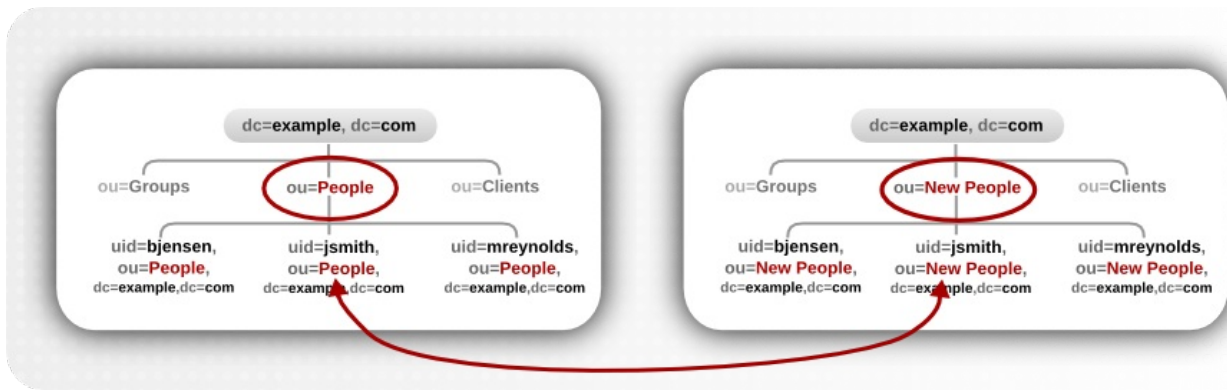 dc=example, dc=com
ou=Groups
ou=People
ou=Clients
uid=bjensen,
ou=People,
dc=example,dc=com
uid=jsmith,
ou=People,
dc=example,dc=com
uid=mreynolds,
ou=People,
dc=example,dc=com
dc=example, dc=com
ou=Groups
ou=New People
ou=Clients
uid=bjensen,
ou=New People,
dc=example,dc=com
uid=jsmith,
ou=New People,
dc=example,dc=com
uid=mreynolds,
ou=New People,
dc=example,dc=com